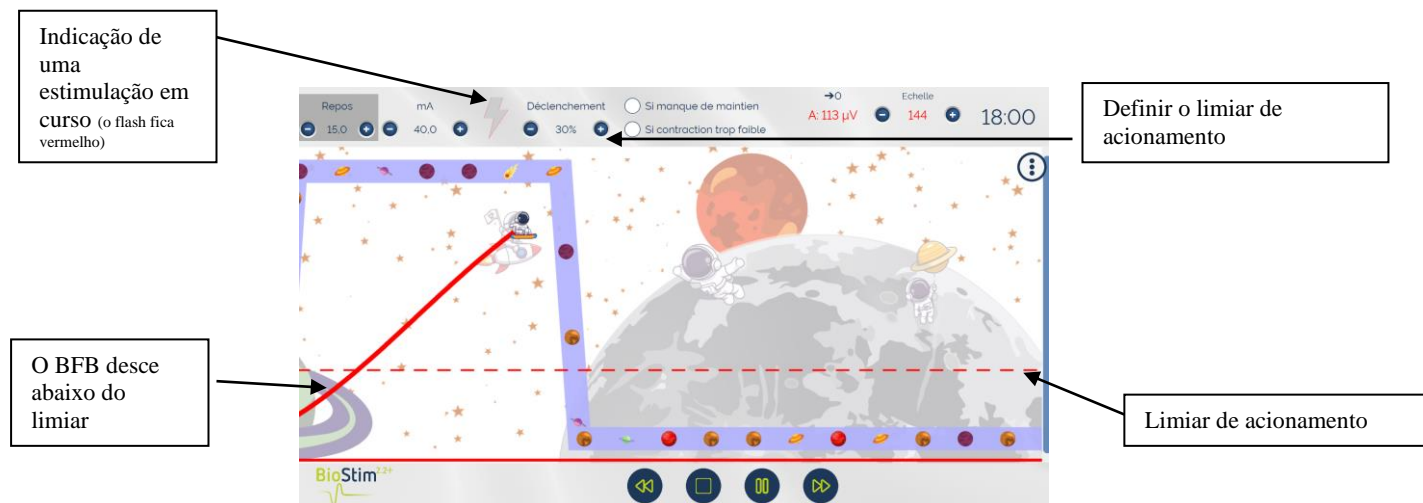 Indicação de
uma
estimulação em
curso (o flash fica
vermelho)
Repos
15,0
mA
40,0
Déclenchement
30%
Si manque de maintien
Si contraction trop faible
➔0
A: 113 µV
Echelle
144
18:00
Definir o limiar de
acionamento
O BFB desce
abaixo do
limiar
Limiar de acionamento
BioStim 2.2+